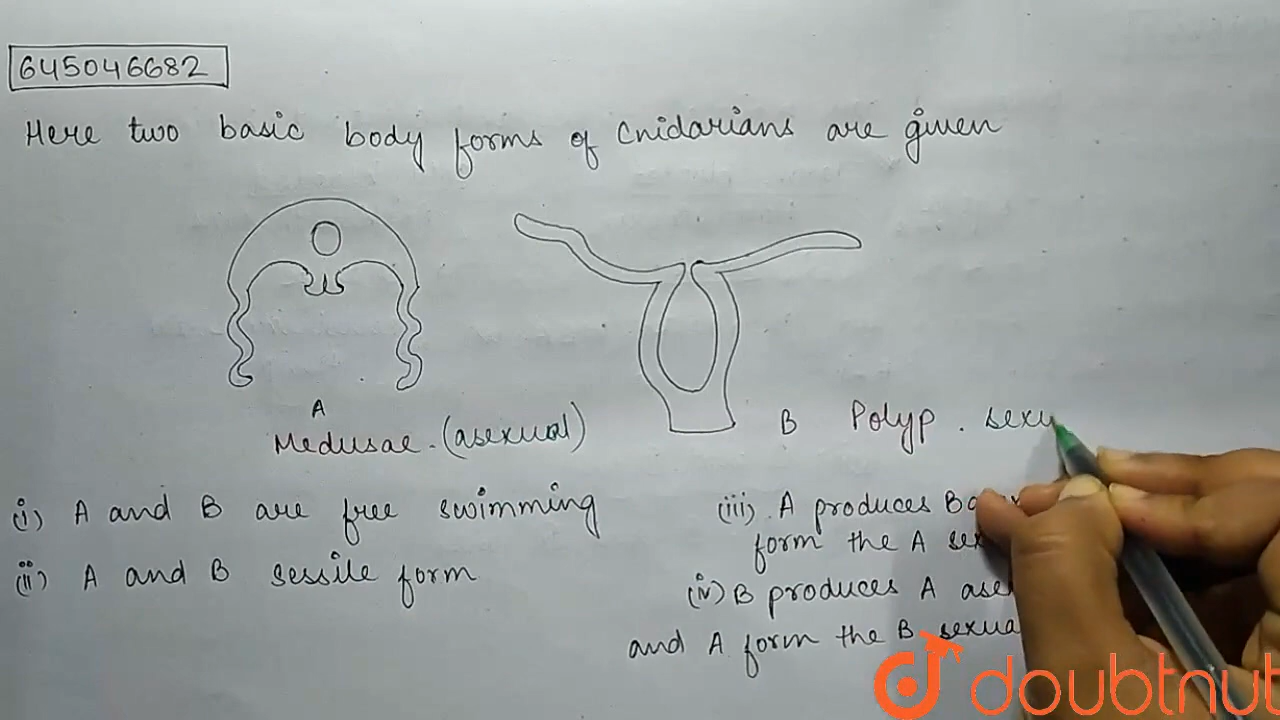 645046682
Here two basic body forms of Cnidarians are given
A
Medusae - (asexual)
B Polyp . sexu
(i) A and B are free swimming
(ii) A and B sessile form
(iii) . A produces B
form the A
(iv) B produces A
and A form the B
doubtnut